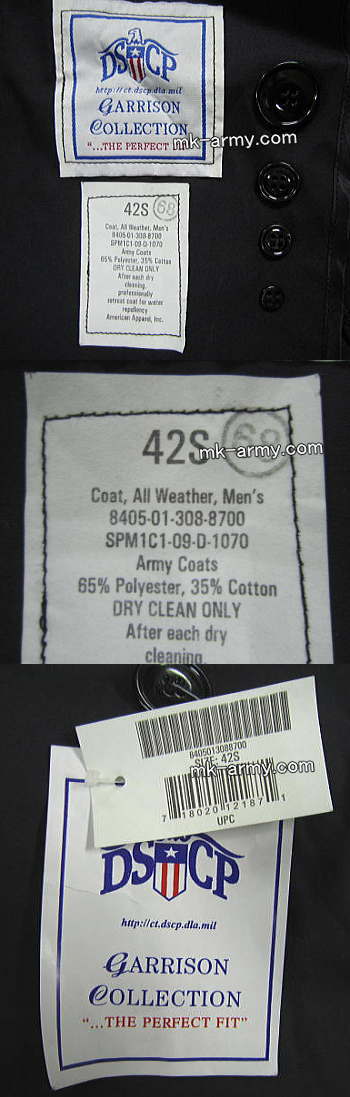 DSCP
http://ct.dscp.dla.mil
GARRISON
COLLECTION
"...THE PERFECT FIT"
mk-army.com
42S 68
Coat, All Weather, Men's
8405-01-308-8700
SPM1C1-09-D-1070
Army Coats
65% Polyester, 35% Cotton
DRY CLEAN ONLY
After each dry
cleaning,
professionally
retreat coat for water
repellency
American Apparel, Inc.
42S 68
mk-army.com
Coat, All Weather, Men's
8405-01-308-8700
SPM1C1-09-D-1070
Army Coats
65% Polyester, 35% Cotton
DRY CLEAN ONLY
After each dry
cleaning,
8405013088700
SIZE: 42S
mk-army.com
7 18020 12187 1
UPC
DSCP
http://ct.dscp.dla.mil
GARRISON
COLLECTION
"...THE PERFECT FIT"